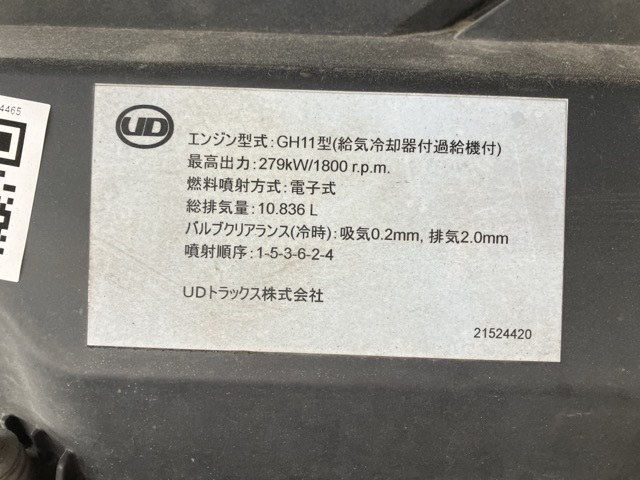 4465
UD
エンジン型式:GH11型(給気冷却器付過給機付)
最高出力:279kW/1800 r.p.m.
燃料噴射方式:電子式
総排気量:10.836 L
バルブクリアランス(冷時):吸気0.2mm, 排気2.0mm
噴射順序:1-5-3-6-2-4
UDトラックス株式会社
21524420